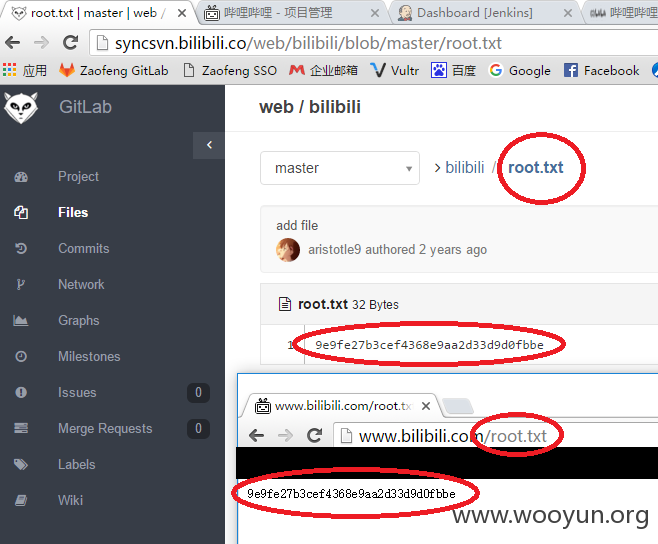 root.txt | master | web /
哔哩哔哩 - 项目管理
Dashboard [Jenkins]
哔哩哔
syncsvn.bilibili.co/web/bilibili/blob/master/root.txt
应用 Zaofeng GitLab Zaofeng SSO 企业邮箱 Vultr 百度 Google Facebook
GitLab
web / bilibili
master
bilibili / root.txt
Project
Files
Commits
Network
Graphs
Milestones
Issues 0
Merge Requests 0
Labels
Wiki
add file
aristotle9 authored 2 years ago
root.txt 32 Bytes
1 9e9fe27b3cef4368e9aa2d33d9d0fbbe
www.bilibili.com/root.tx
www.bilibili.com/root.txt
9e9fe27b3cef4368e9aa2d33d9d0fbbe
www.wooyun.org